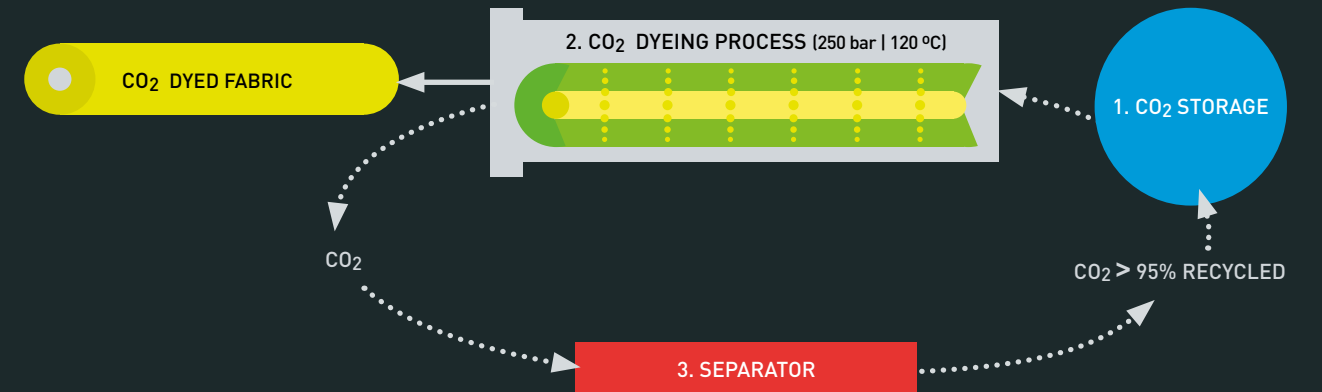 2. CO₂ DYEING PROCESS (250 bar | 120 ºC)
CO₂ DYED FABRIC
1. CO₂ STORAGE
CO₂
CO₂ > 95% RECYCLED
3. SEPARATOR